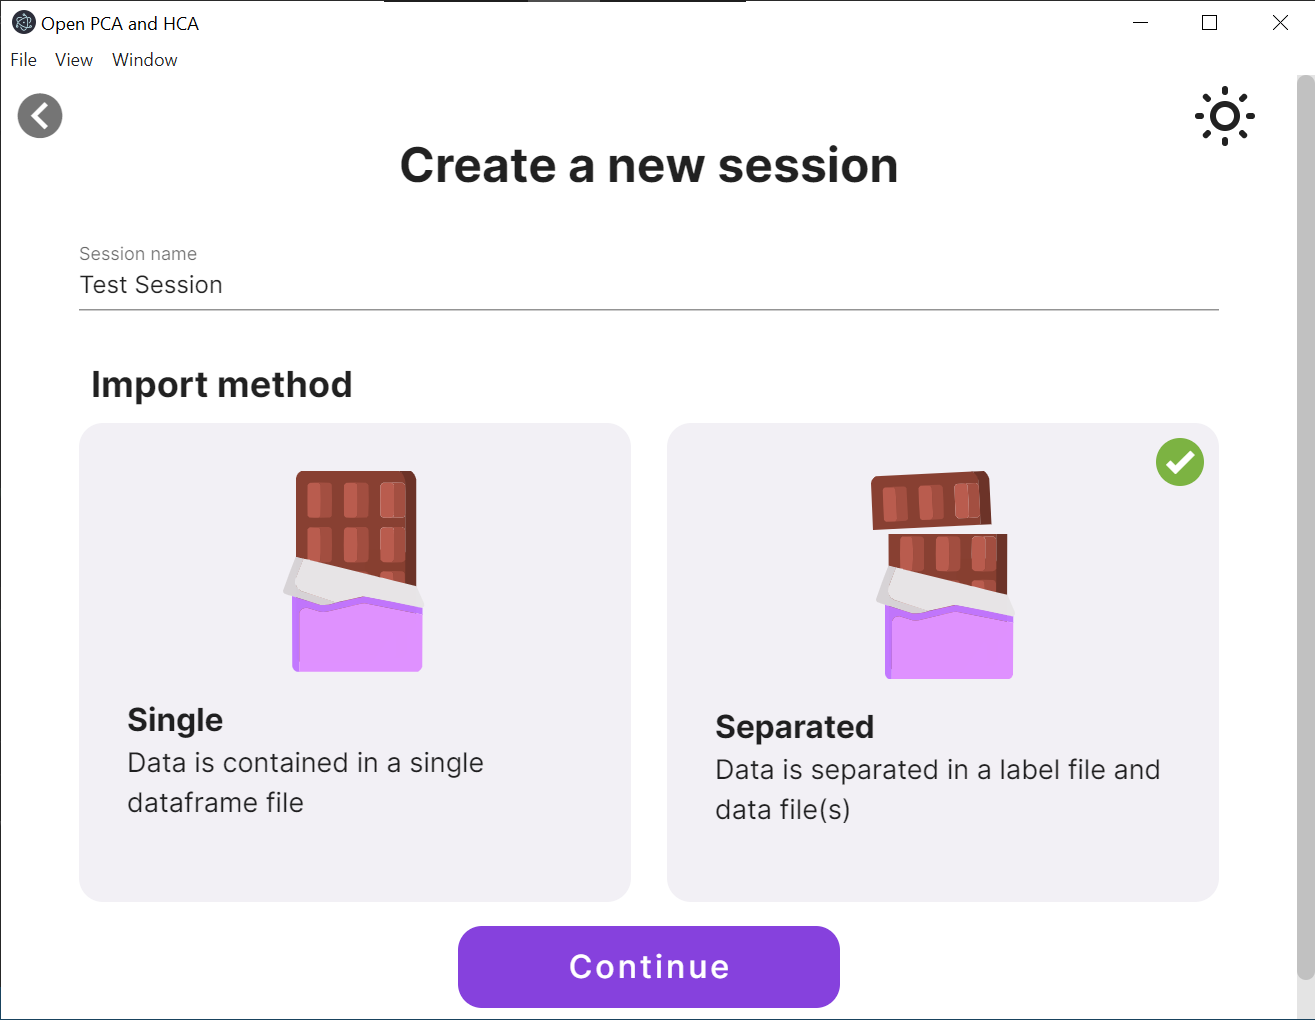 Open PCA and HCA
File View Window
Create a new session
Session name
Test Session
Import method
Single
Data is contained in a single
dataframe file
Separated
Data is separated in a label file and
data file(s)
Continue